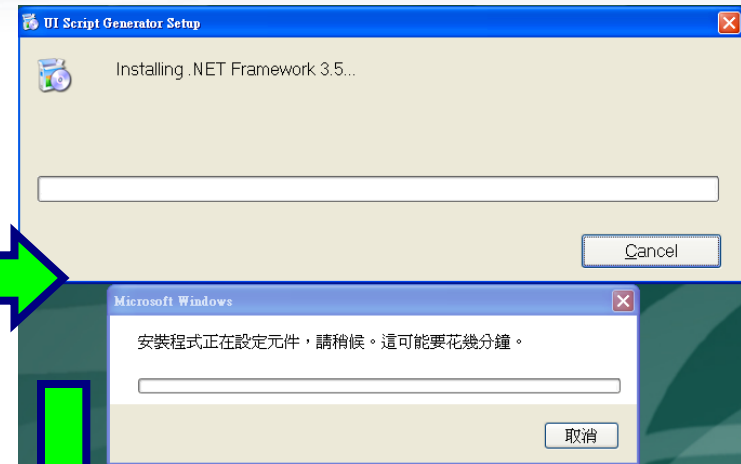 UI Script Generator Setup
Installing .NET Framework 3.5...
Cancel
Microsoft Windows
安裝程式正在設定元件，請稍候。這可能要花幾分鐘。
取消